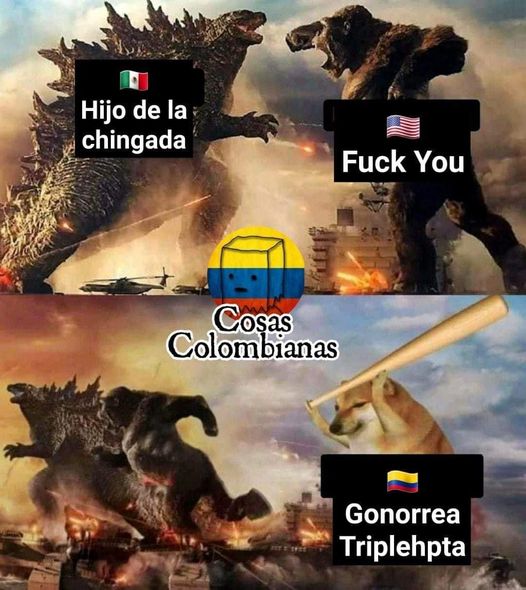 🇲🇽
Hijo de la
chingada
🇺🇸
Fuck You
Cosas
Colombianas
🇨🇴
Gonorrea
Triplehpta